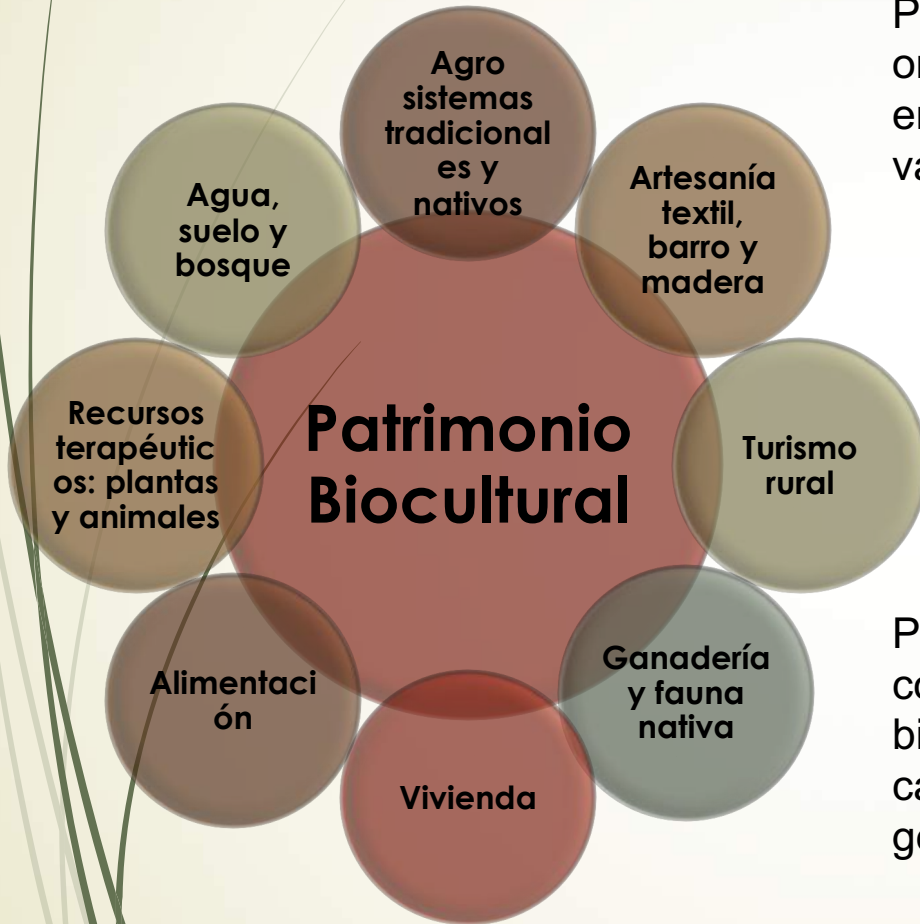 Agro
sistemas
tradicional
es y
nativos
Artesanía
textil,
barro y
madera
Turismo
rural
Ganadería
y fauna
nativa
Vivienda
Alimentaci
ón
Recursos
terapéutic
os: plantas
y animales
Agua,
suelo y
bosque
Patrimonio
Biocultural